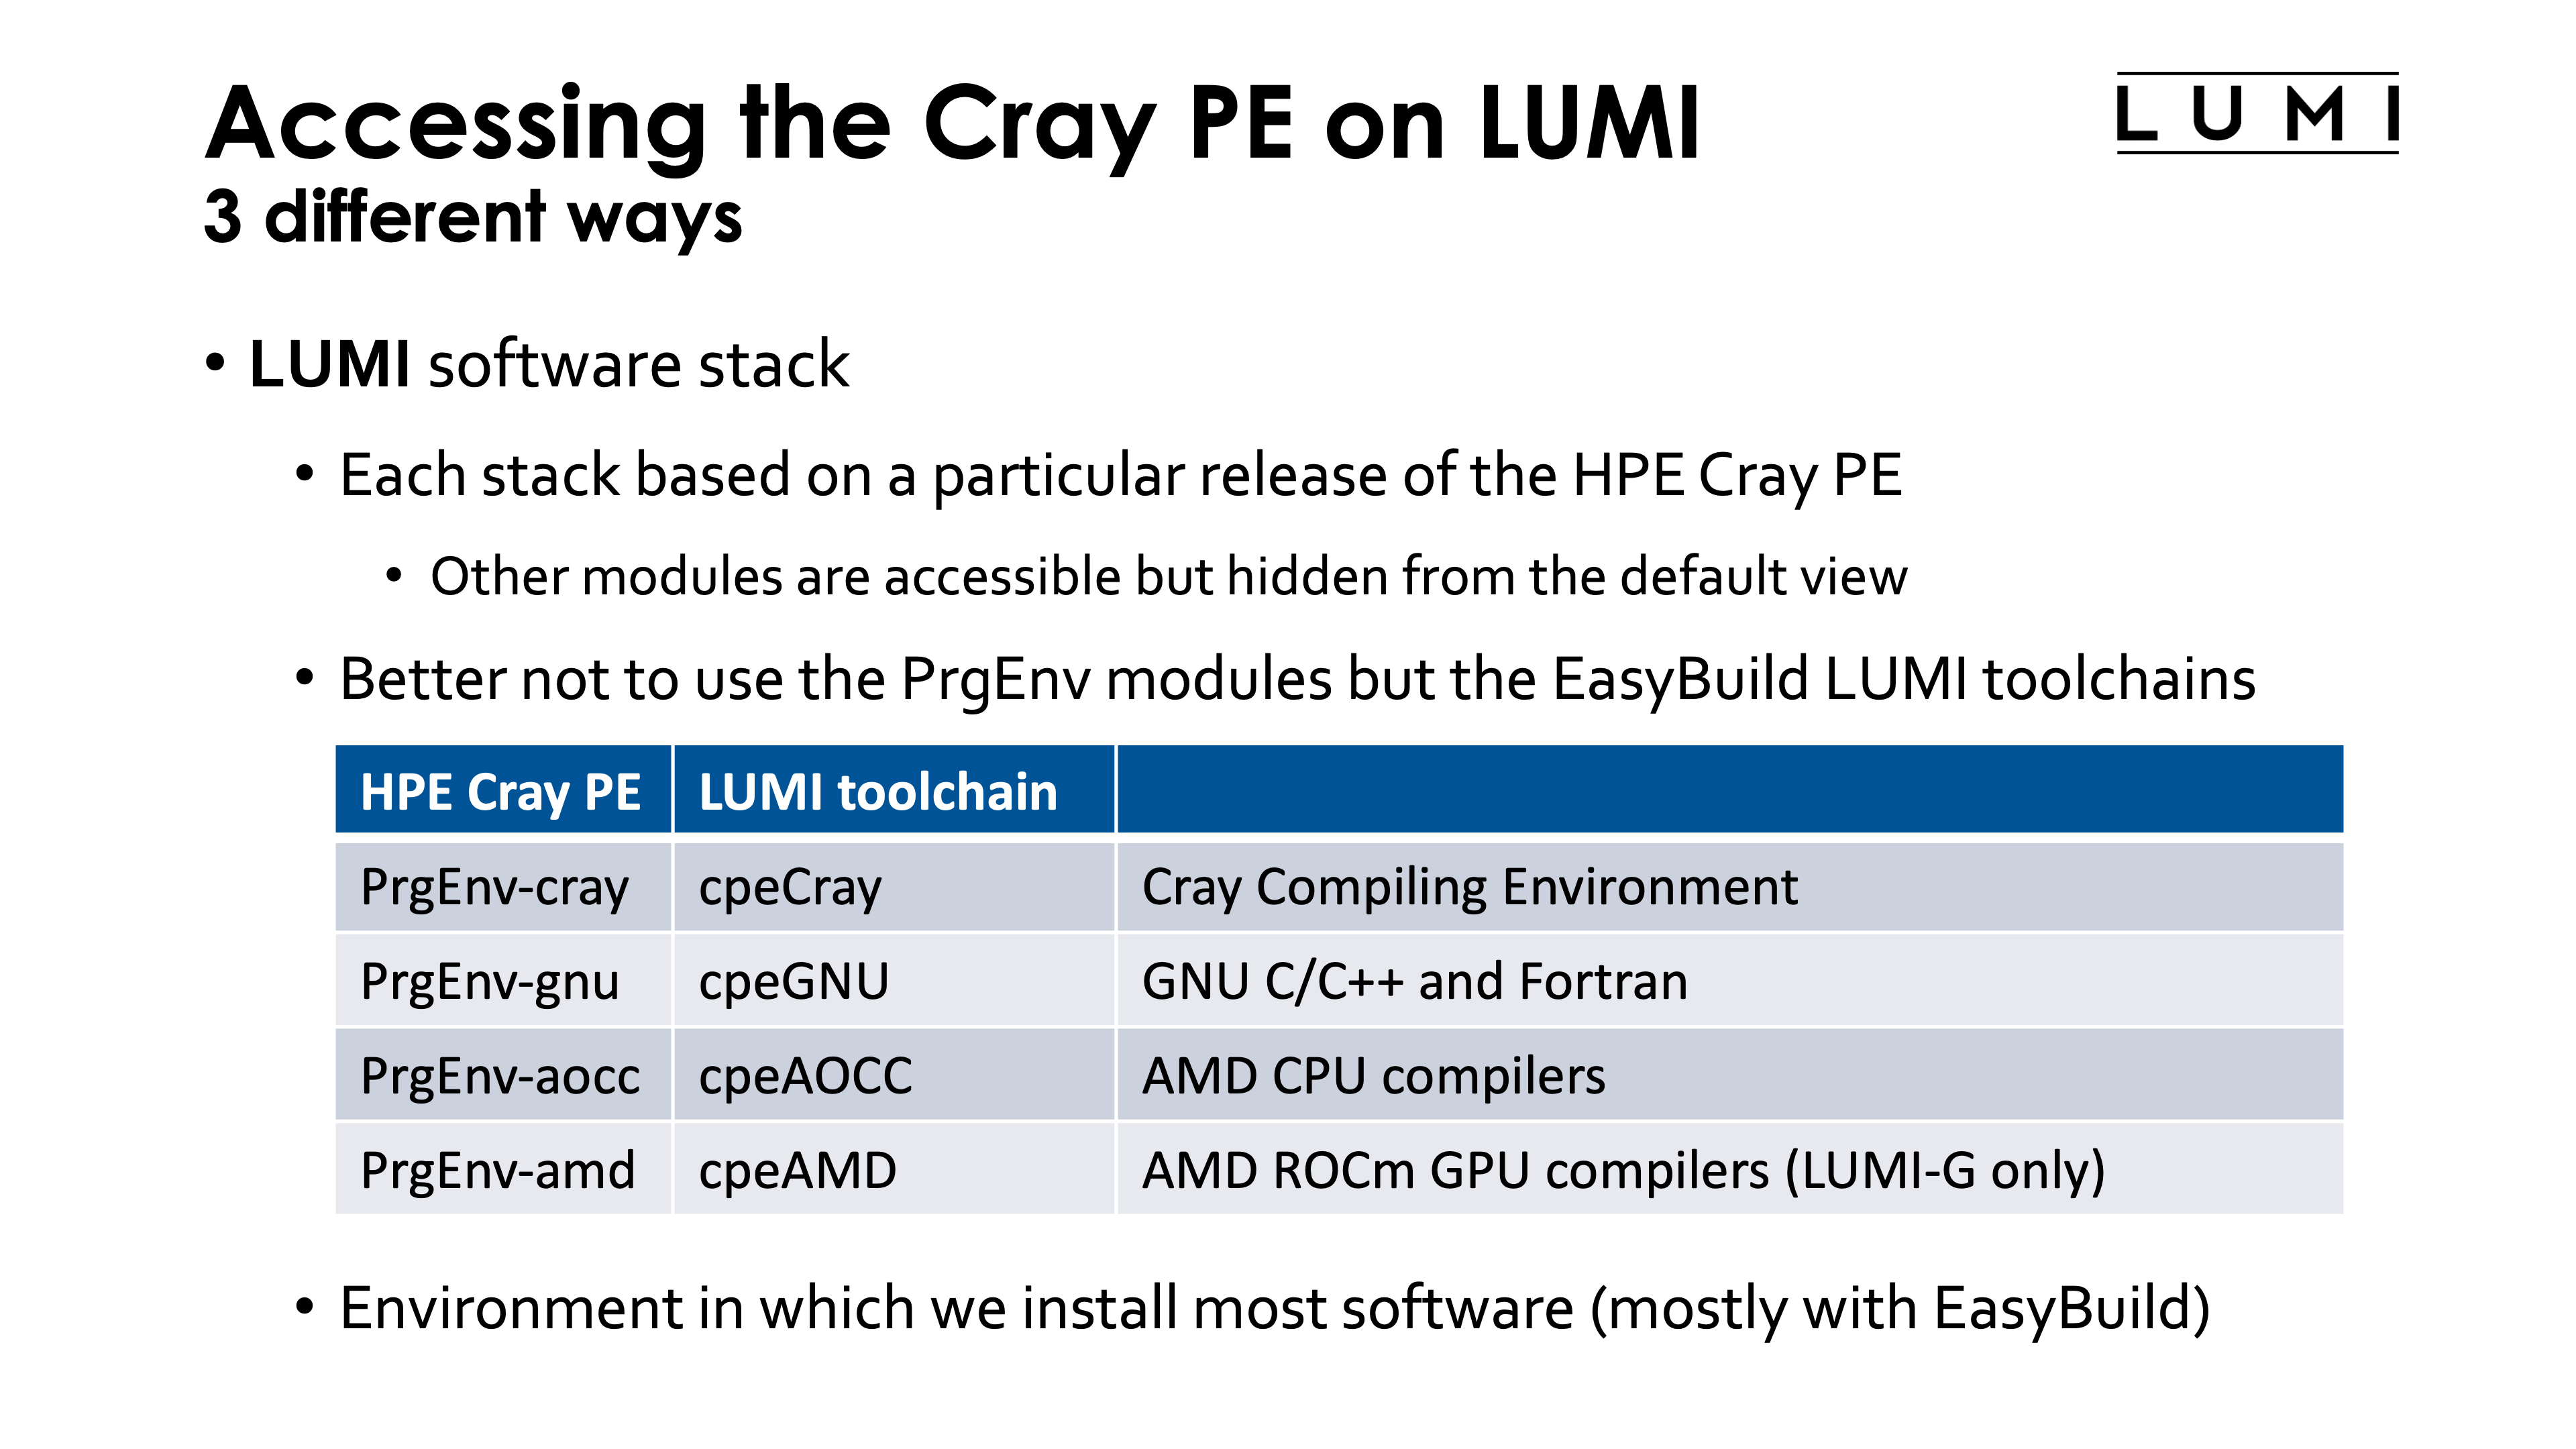 Accessing the Cray PE on LUMI
LUMI
3 different ways
• LUMI software stack
• Each stack based on a particular release of the HPE Cray PE
• Other modules are accessible but hidden from the default view
• Better not to use the PrgEnv modules but the EasyBuild LUMI toolchains
HPE Cray PE LUMI toolchain
PrgEnv-cray cpeCray Cray Compiling Environment
PrgEnv-gnu cpeGNU GNU C/C++ and Fortran
PrgEnv-aocc cpeAOCC AMD CPU compilers
PrgEnv-amd cpeAMD AMD ROCm GPU compilers (LUMI-G only)
• Environment in which we install most software (mostly with EasyBuild)